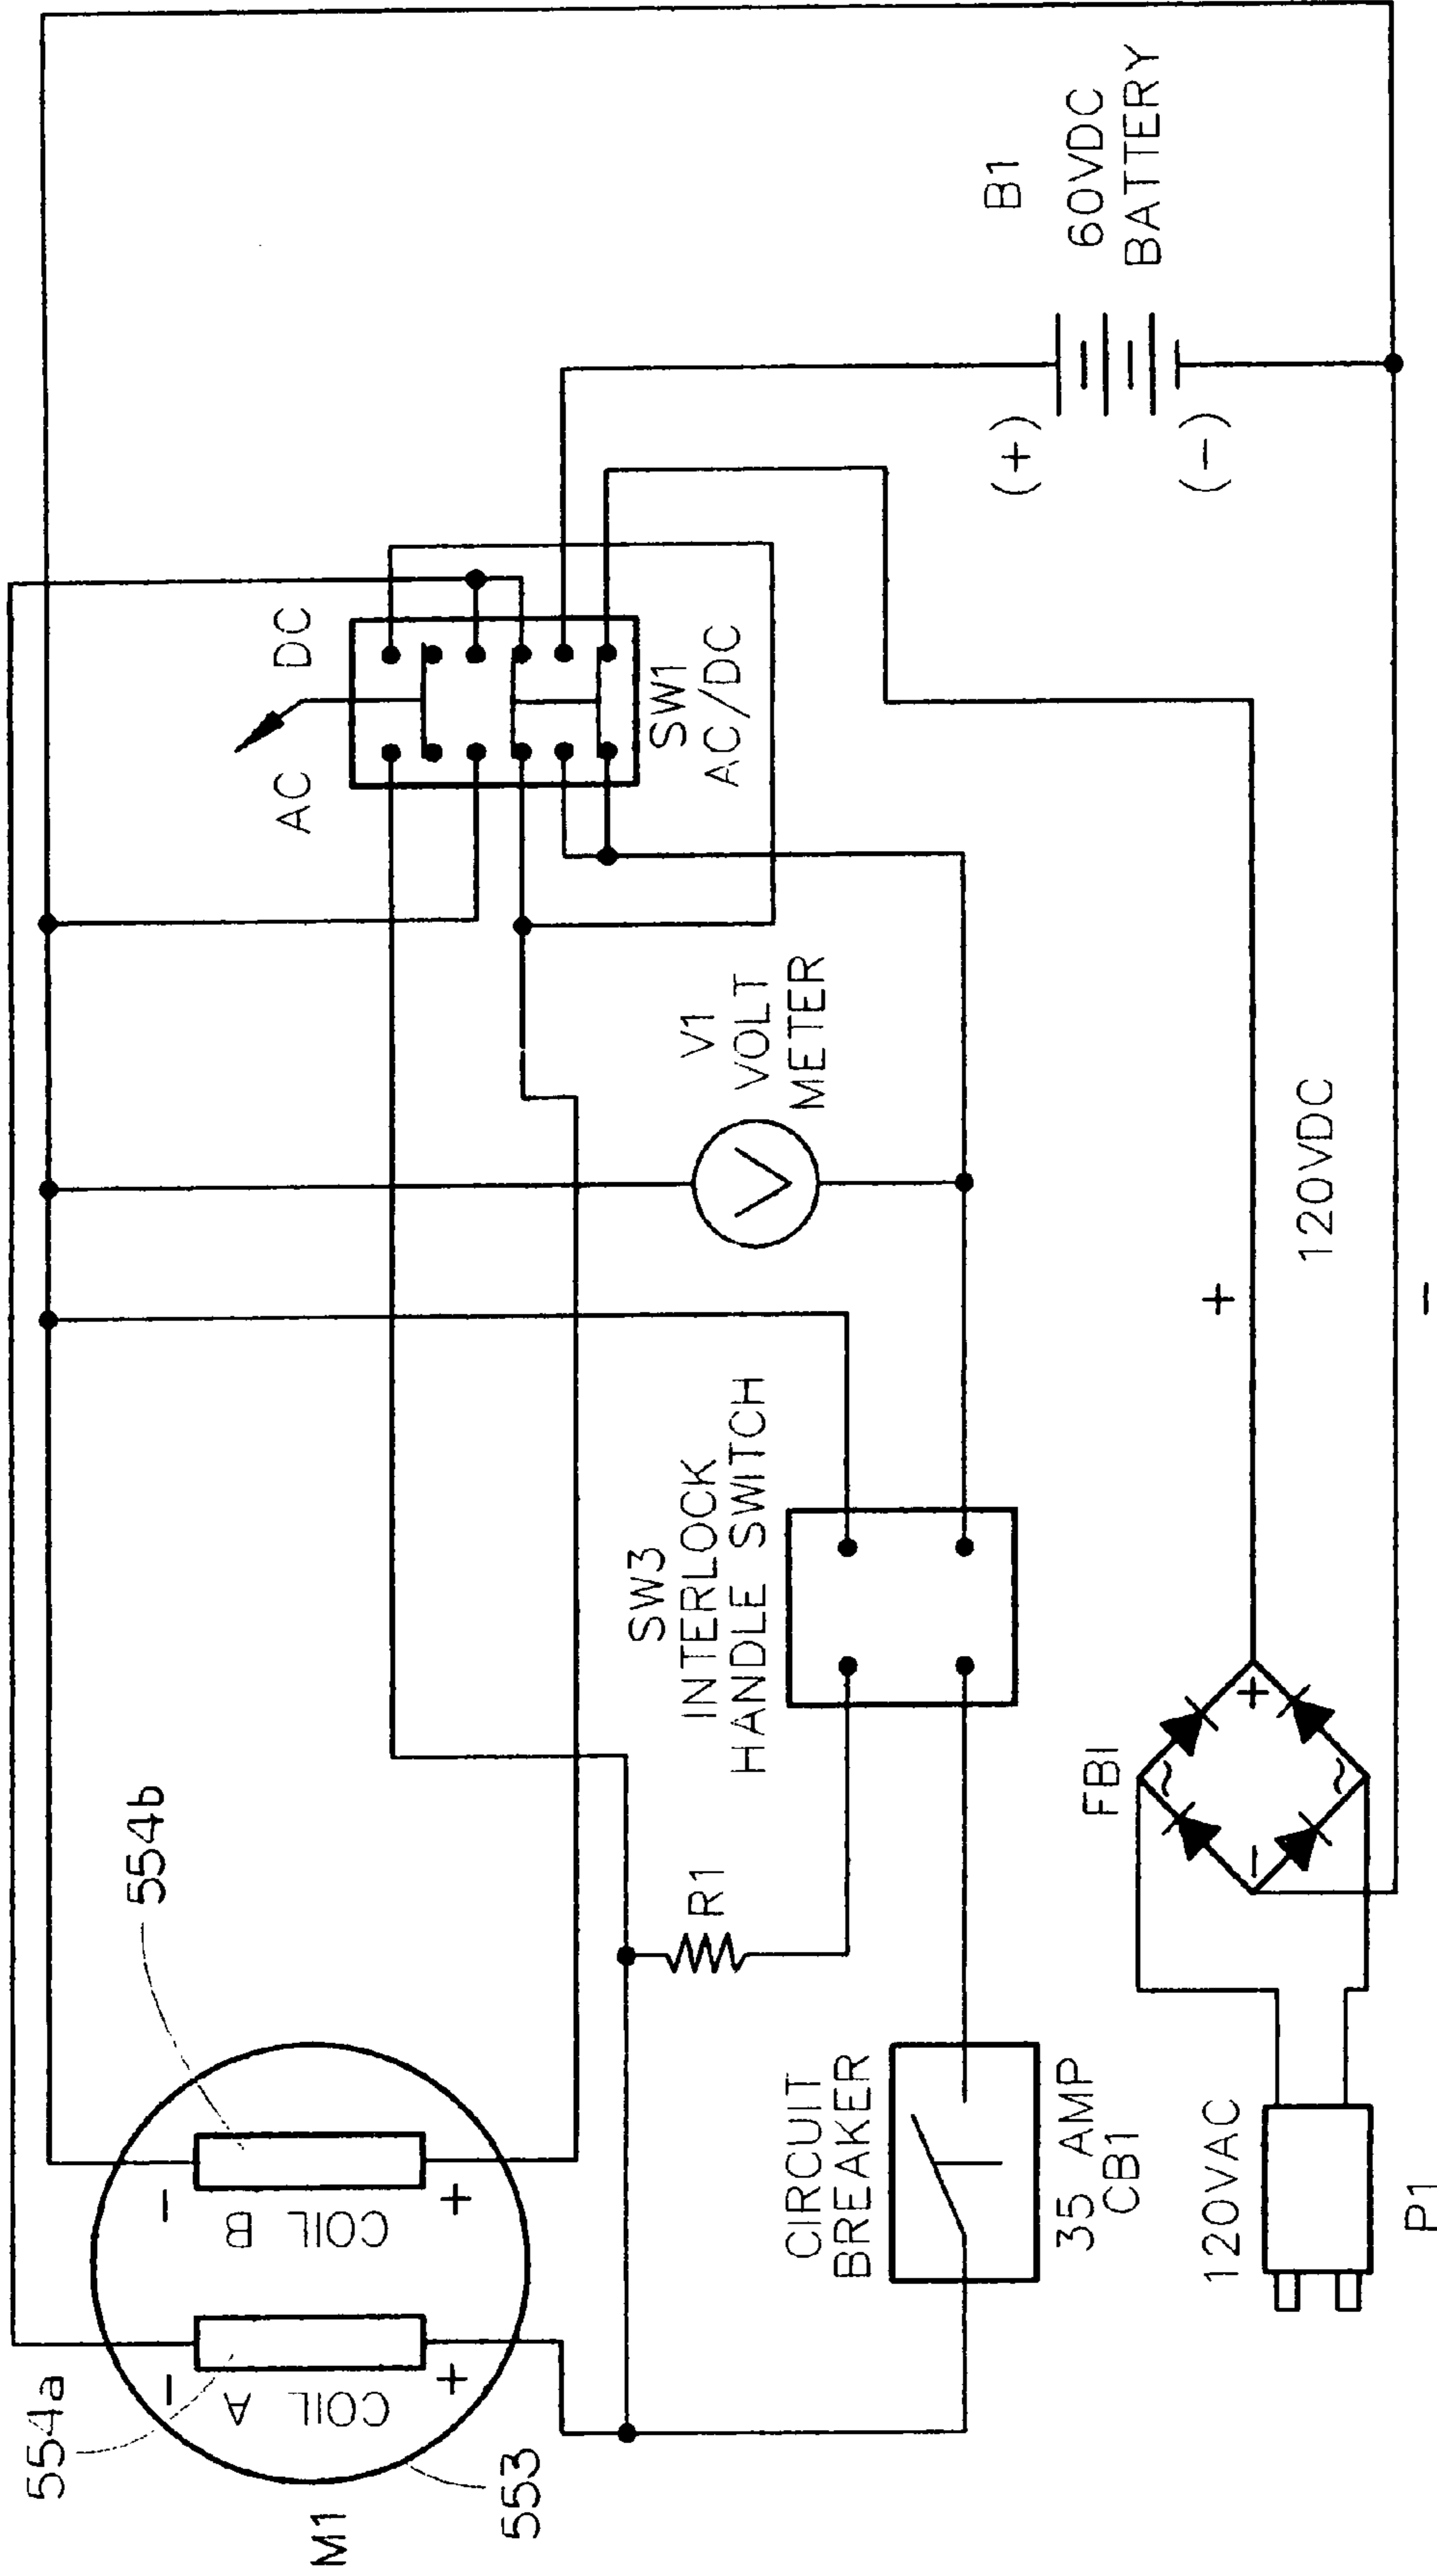 M1
553
554a
554b
COIL A
-
+
COIL B
-
+
AC
DC
SW1
AC/DC
V1
VOLT
METER
SW3
INTERLOCK
HANDLE SWITCH
R1
CIRCUIT
BREAKER
35 AMP
CB1
B1
60VDC
BATTERY
(+)
(-)
FB1
~
+
-
~
120VAC
P1
+
120VDC
-